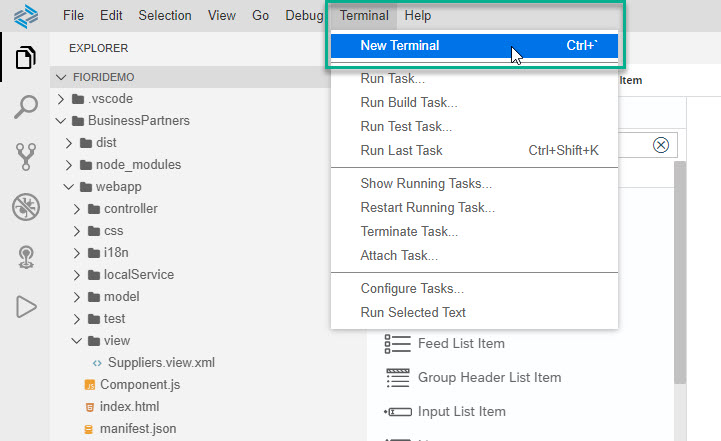 File Edit Selection View Go Debug Terminal Help
EXPLORER
New Terminal Ctrl+`
FIORIDEMO
Run Task... Item
.vscode
Run Build Task...
BusinessPartners
Run Test Task...
dist
Run Last Task Ctrl+Shift+K
node_modules
webapp
Show Running Tasks...
controller
Restart Running Task...
css
Terminate Task...
i18n
Attach Task...
localService
Configure Tasks...
model
Run Selected Text
test
view
Feed List Item
Suppliers.view.xml
Group Header List Item
Component.js
index.html
Input List Item
manifest.json